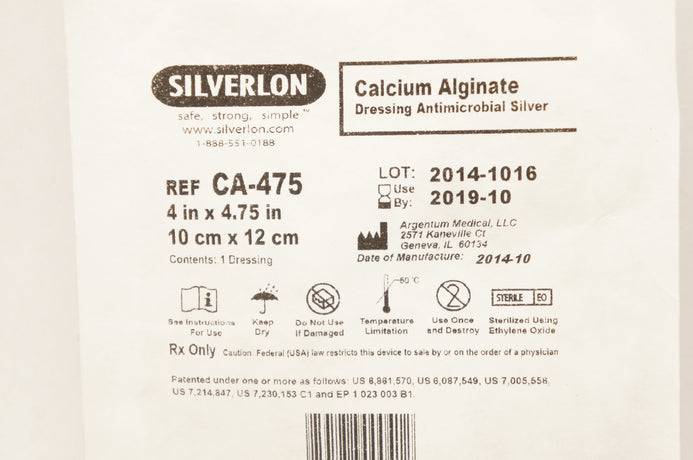 SILVERLON®
safe, strong, simple™
www.silverlon.com
1-888-551-0188
Calcium Alginate
Dressing Antimicrobial Silver
REF CA-475
4 in x 4.75 in
10 cm x 12 cm
Contents: 1 Dressing
LOT: 2014-1016
Use
By: 2019-10
Argentum Medical, LLC
2571 Kaneville Ct
Geneva, IL 60134
Date of Manufacture: 2014-10
i
50°C
2
STERILE EO
See Instructions
For Use
Keep
Dry
Do Not Use
If Damaged
Temperature
Limitation
Use Once
and Destroy
Sterilized Using
Ethylene Oxide
Rx Only Caution: Federal (USA) law restricts this device to sale by or on the order of a physician
Patented under one or more as follows: US 6,861,570, US 6,087,549, US 7,005,556,
US 7,214,847, US 7,230,153 C1 and EP 1 023 003 B1.